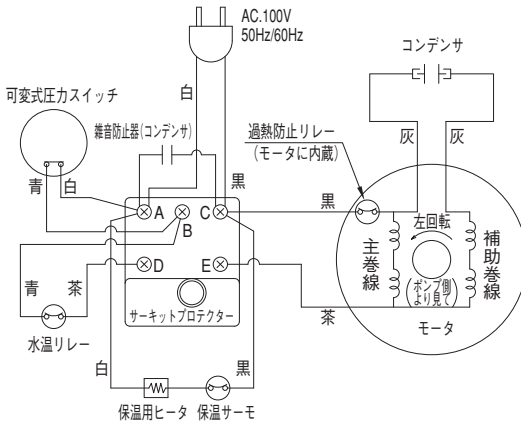 AC.100V
50Hz/60Hz
コンデンサ
可変式圧力スイッチ
白
雑音防止器(コンデンサ)
過熱防止リレー
(モータに内蔵)
灰
灰
青
白
黒
黒
A
B
C
D
E
主巻線
左回転
補助巻線
(ポンプ側
より見て)
モータ
青
茶
茶
サーキットプロテクター
水温リレー
白
黒
保温用ヒータ
保温サーモ